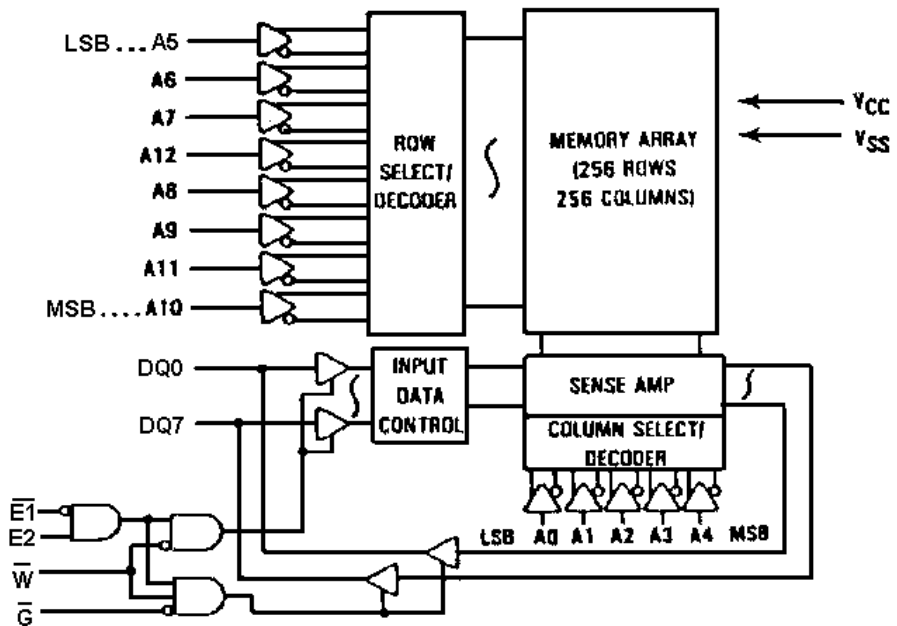 LSB ... A5
A6
A7
A12
A8
A9
A11
MSB .... A10
ROW
SELECT/
DECODER
MEMORY ARRAY
(256 ROWS
256 COLUMNS)
VCC
VSS
DQ0
DQ7
INPUT
DATA
CONTROL
SENSE AMP
COLUMN SELECT/
DECODER
LSB A0 A1 A2 A3 A4 MSB
E1
E2
W
G